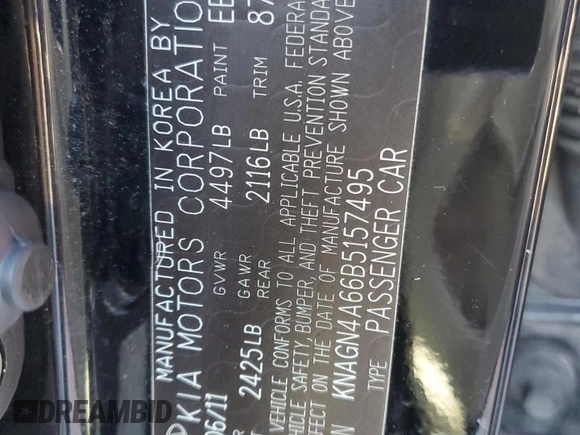 MANUFACTURED IN KOREA BY
KIA MOTORS CORPORATION
06/11 GVWR 4497LB PAINT
2425LB GAWR REAR 2116LB TRIM 87
VEHICLE CONFORMS TO ALL APPLICABLE U.S.A. FEDERAL
VEHICLE SAFETY, BUMPER, AND THEFT PREVENTION STANDARDS
EFFECT ON THE DATE OF MANUFACTURE SHOWN ABOVE
KNAGN4A66B5157495
TYPE PASSENGER CAR
DREAMBID